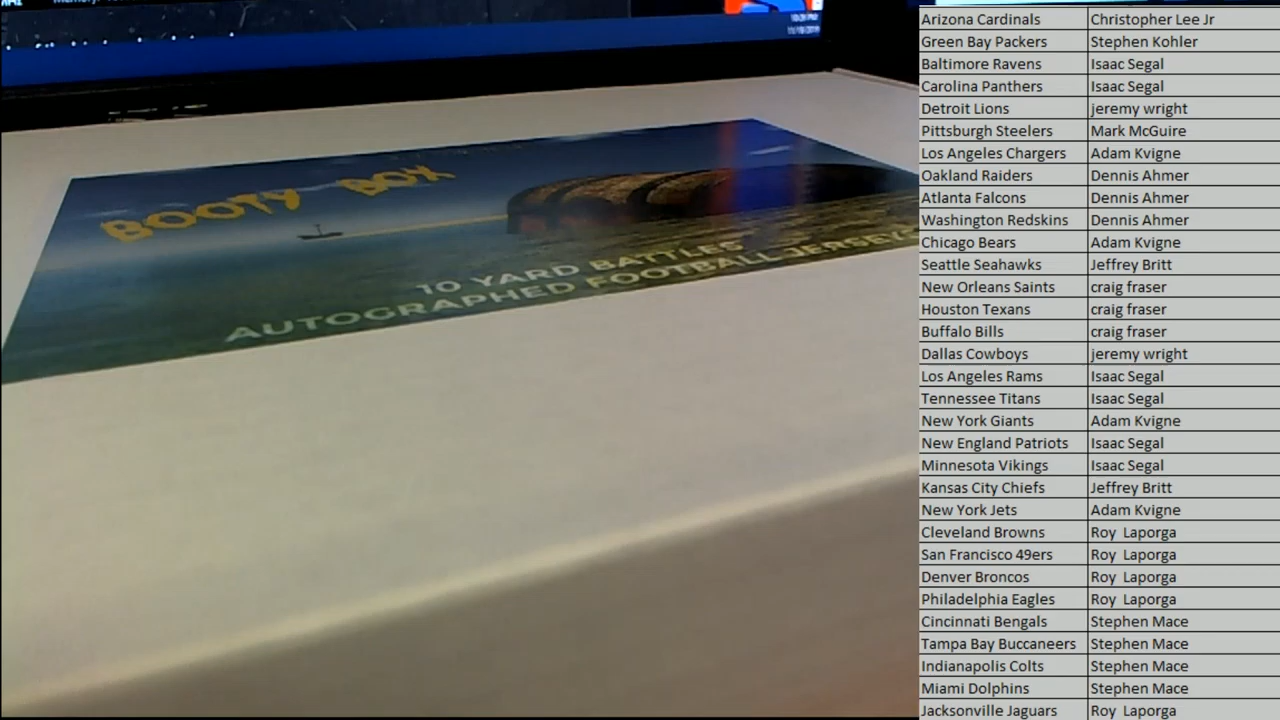 10:29 PM
BOOTY BOX
10 YARD BATTLES
AUTOGRAPHED FOOTBALL JERSEY
Arizona Cardinals Christopher Lee Jr
Green Bay Packers Stephen Kohler
Baltimore Ravens Isaac Segal
Carolina Panthers Isaac Segal
Detroit Lions jeremy wright
Pittsburgh Steelers Mark McGuire
Los Angeles Chargers Adam Kvigne
Oakland Raiders Dennis Ahmer
Atlanta Falcons Dennis Ahmer
Washington Redskins Dennis Ahmer
Chicago Bears Adam Kvigne
Seattle Seahawks Jeffrey Britt
New Orleans Saints craig fraser
Houston Texans craig fraser
Buffalo Bills craig fraser
Dallas Cowboys jeremy wright
Los Angeles Rams Isaac Segal
Tennessee Titans Isaac Segal
New York Giants Adam Kvigne
New England Patriots Isaac Segal
Minnesota Vikings Isaac Segal
Kansas City Chiefs Jeffrey Britt
New York Jets Adam Kvigne
Cleveland Browns Roy Laporga
San Francisco 49ers Roy Laporga
Denver Broncos Roy Laporga
Philadelphia Eagles Roy Laporga
Cincinnati Bengals Stephen Mace
Tampa Bay Buccaneers Stephen Mace
Indianapolis Colts Stephen Mace
Miami Dolphins Stephen Mace
Jacksonville Jaguars Roy Laporga